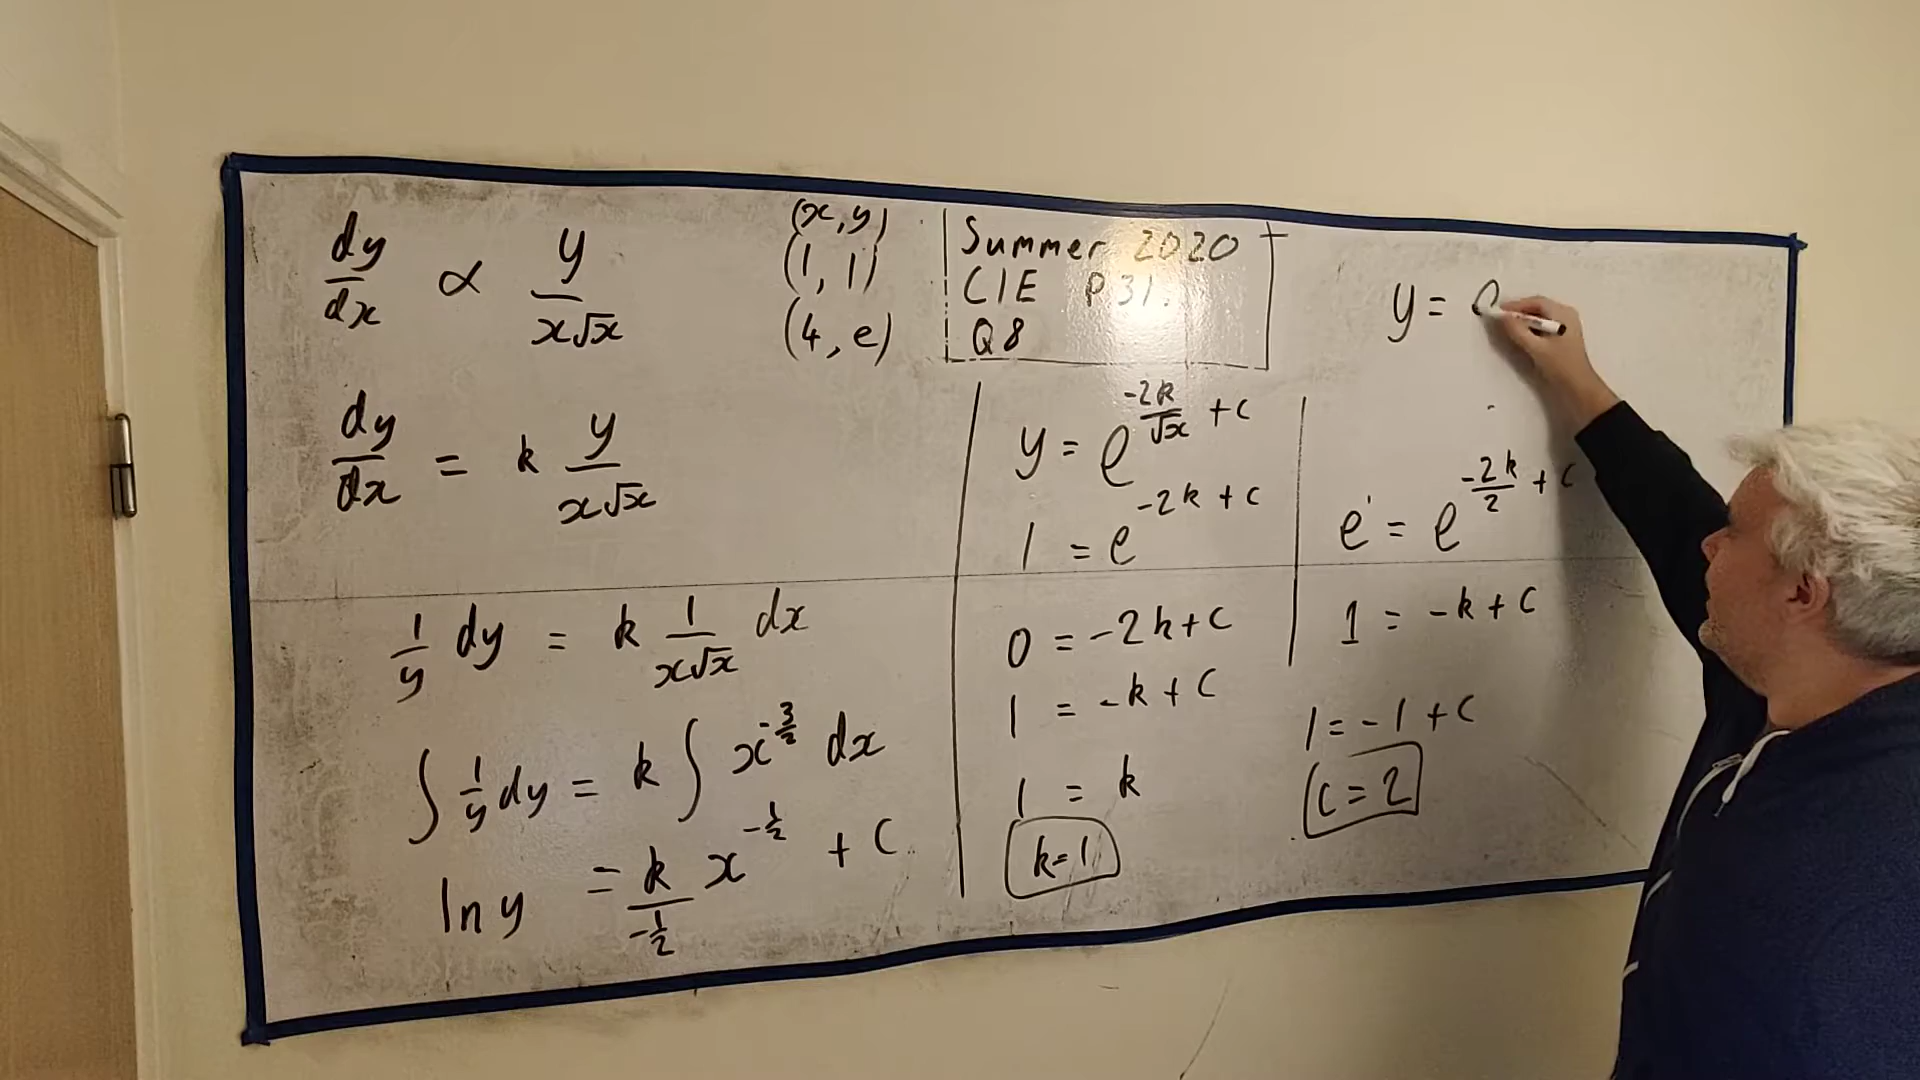 dy/dx ∝ y/(x√x)
(x, y)
(1, 1)
(4, e)
Summer 2020
CIE P31.
Q8
dy/dx = k y/(x√x)
1/y dy = k 1/(x√x) dx
∫ 1/y dy = k ∫ x^(-3/2) dx
ln y = k/(-1/2) x^(-1/2) + C
y = e^(-2k/√x + C)
1 = e^(-2k + C)
0 = -2k + C
1 = -k + C
1 = k
k = 1
y = e
e^1 = e^(-2k/2 + C)
1 = -k + C
1 = -1 + C
C = 2